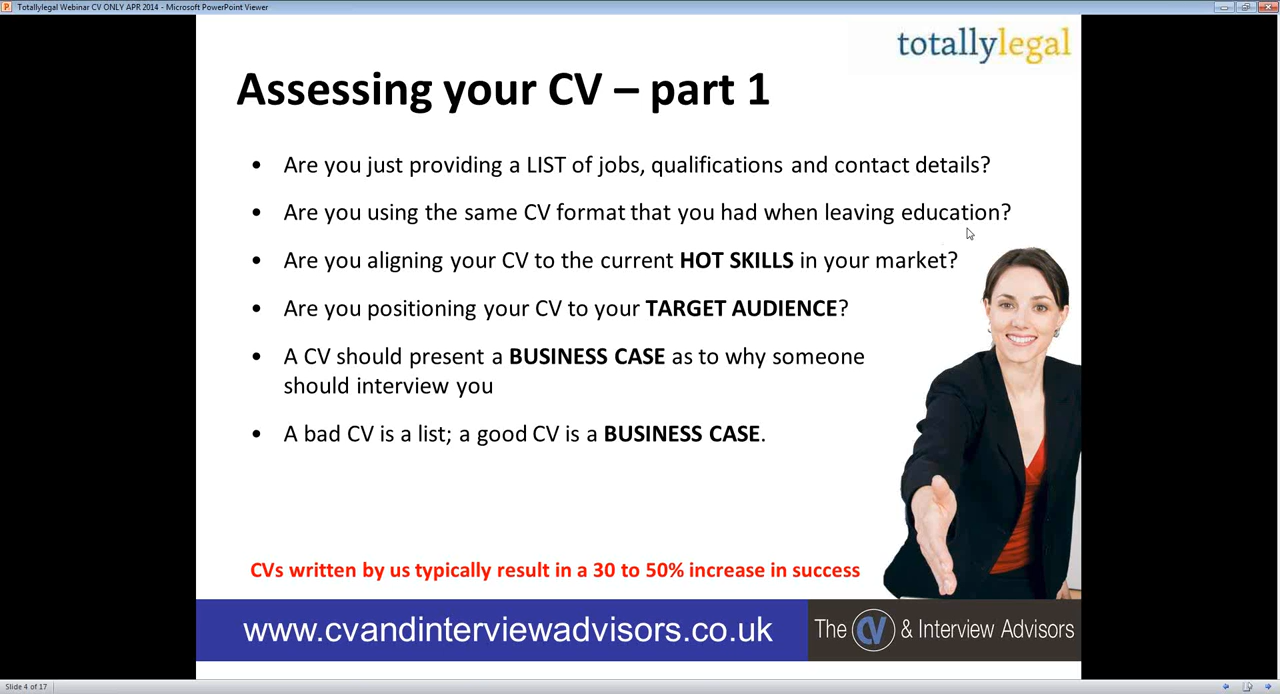 Totallylegal Webinar CV ONLY APR 2014 - Microsoft PowerPoint Viewer
totallylegal
Assessing your CV – part 1
• Are you just providing a LIST of jobs, qualifications and contact details?
• Are you using the same CV format that you had when leaving education?
• Are you aligning your CV to the current HOT SKILLS in your market?
• Are you positioning your CV to your TARGET AUDIENCE?
• A CV should present a BUSINESS CASE as to why someone
should interview you
• A bad CV is a list; a good CV is a BUSINESS CASE.
CVs written by us typically result in a 30 to 50% increase in success
www.cvandinterviewadvisors.co.uk
The CV & Interview Advisors
Slide 4 of 17